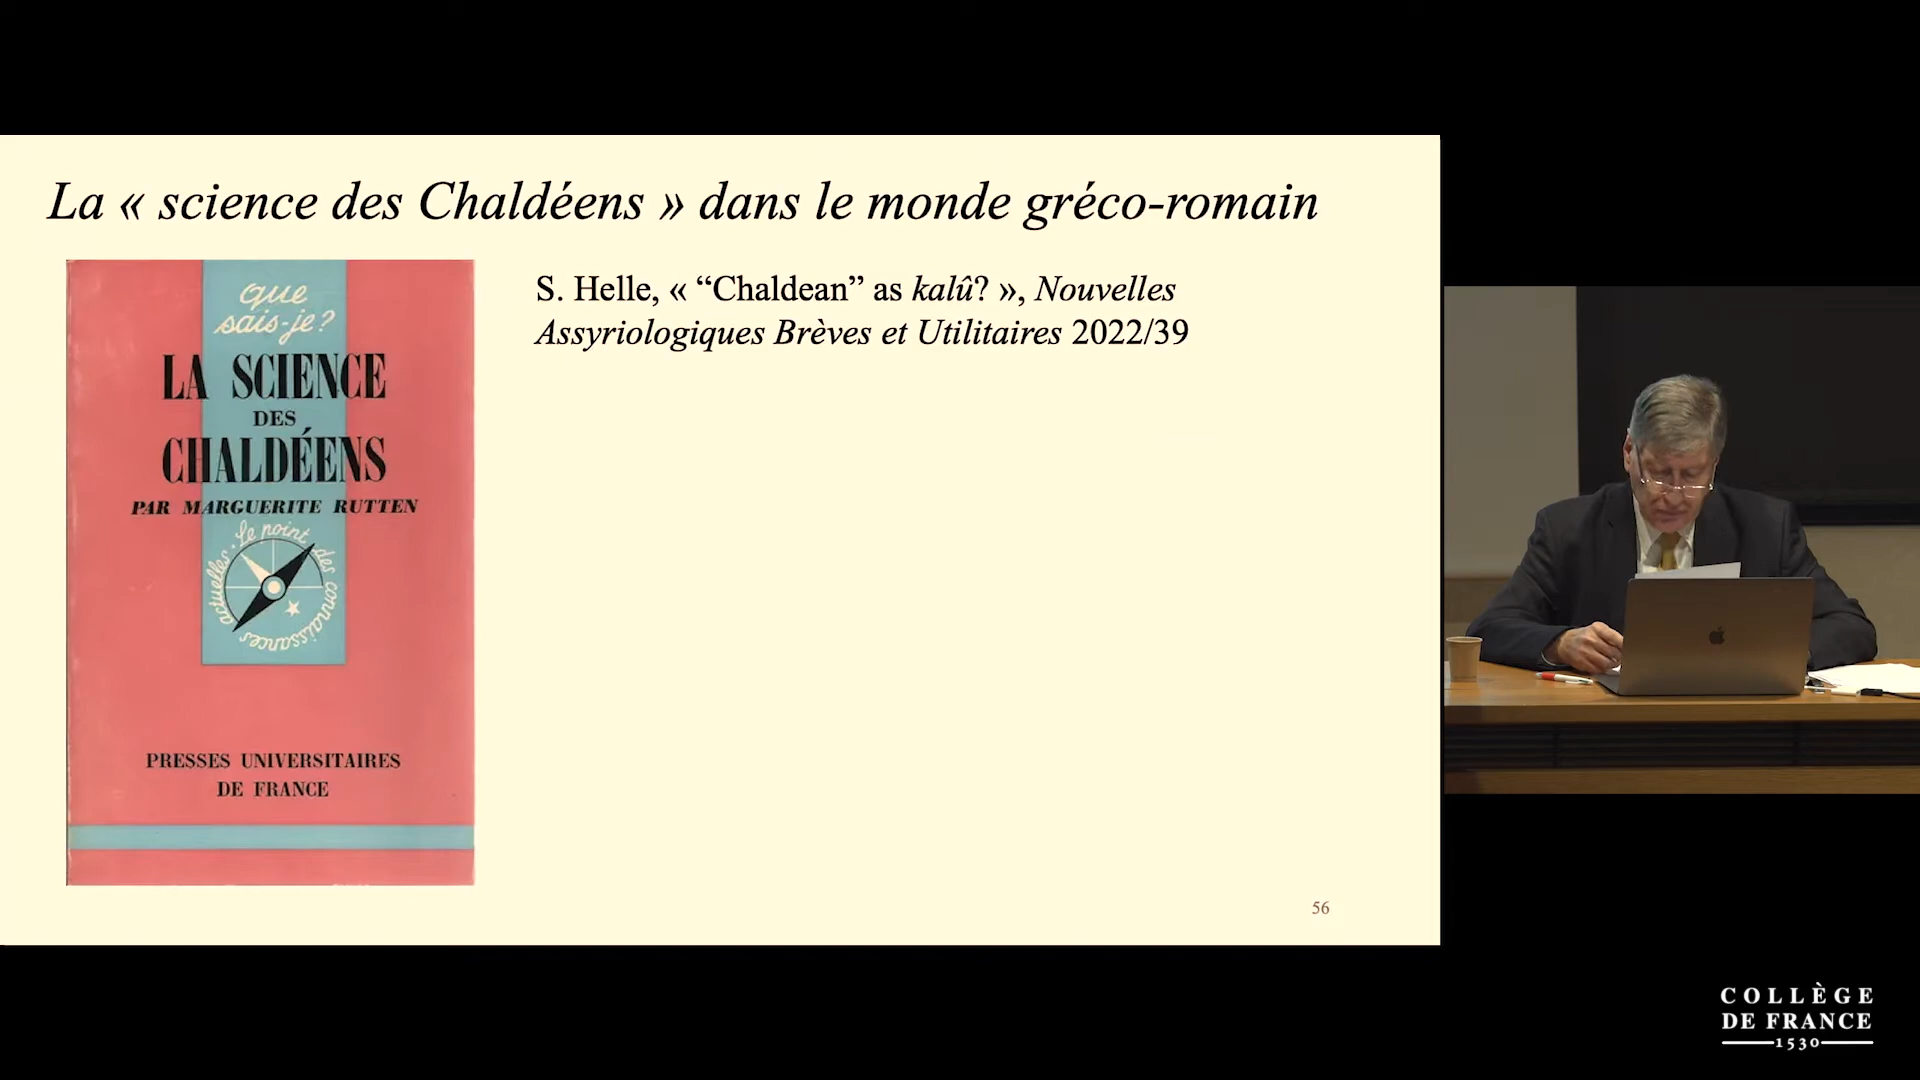 La « science des Chaldéens » dans le monde gréco-romain
que
sais-je?
LA SCIENCE
DES
CHALDÉENS
PAR MARGUERITE RUTTEN
Le point des connaissances actuelles.
PRESSES UNIVERSITAIRES
DE FRANCE
S. Helle, « “Chaldean” as kalû? », Nouvelles
Assyriologiques Brèves et Utilitaires 2022/39
56
COLLÈGE
DE FRANCE
1530